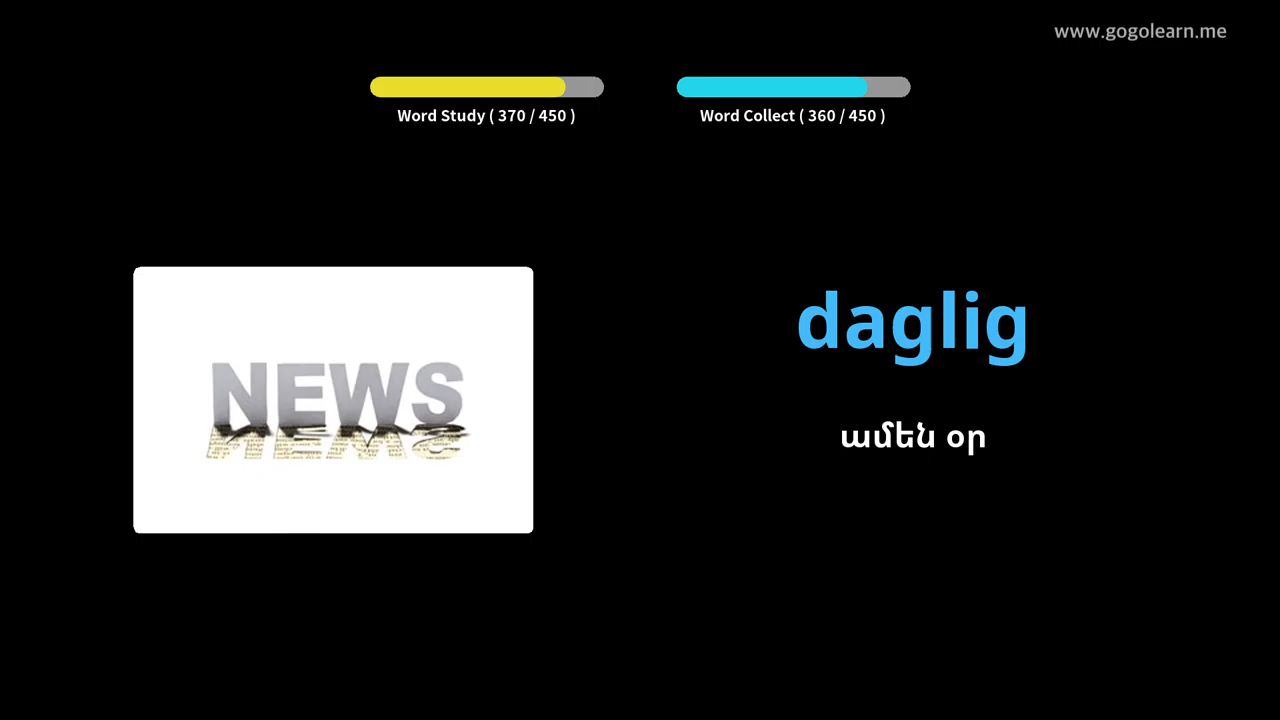 www.gogolearn.me
Word Study ( 370 / 450 )
Word Collect ( 360 / 450 )
NEWS
daglig
ամեն օր